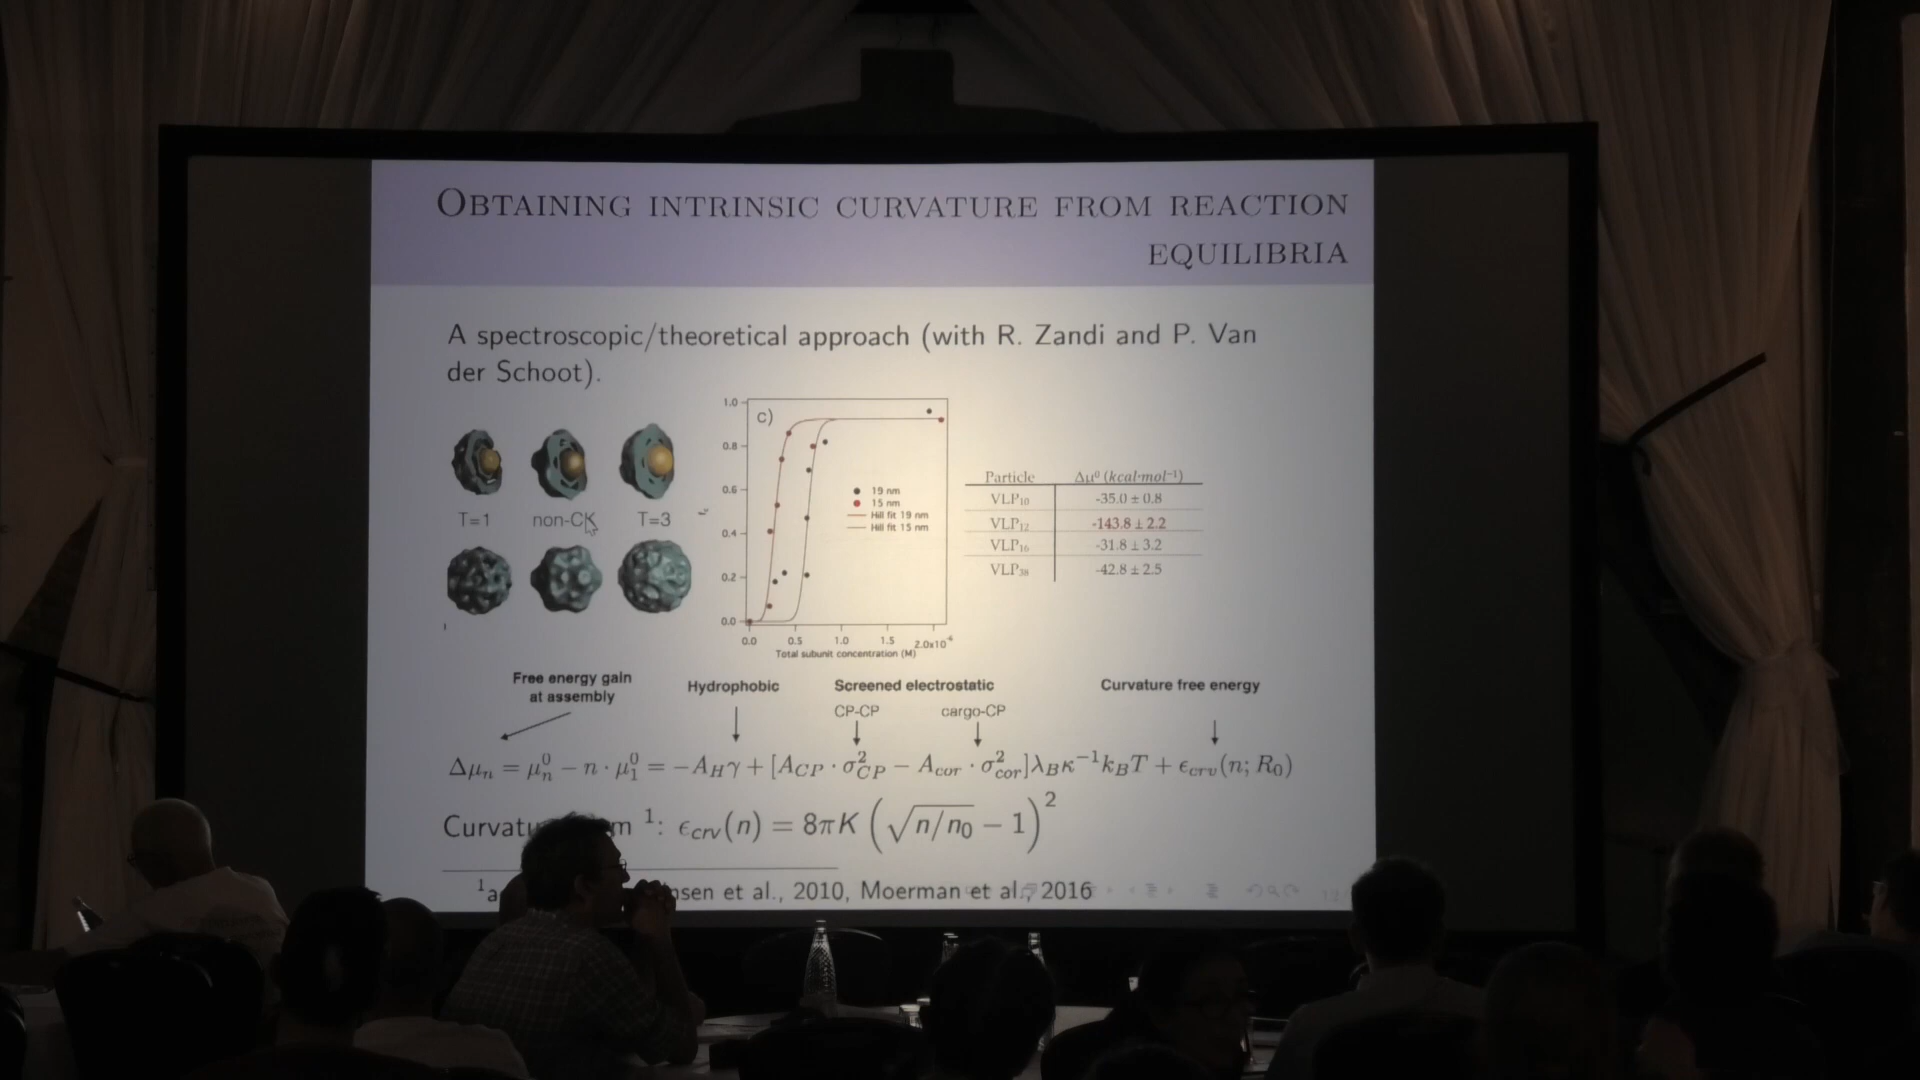 OBTAINING INTRINSIC CURVATURE FROM REACTION
EQUILIBRIA
A spectroscopic/theoretical approach (with R. Zandi and P. Van
der Schoot).
T=1 non-CK T=3
c)
1.0
0.8
0.6
0.4
0.2
0.0
0.0 0.5 1.0 1.5 2.0x10
Total subunit concentration (M)
19 nm
15 nm
Hill fit 19 nm
Hill fit 15 nm
Particle Δμ⁰ (kcal·mol⁻¹)
VLP₁₀ -35.0 ± 0.8
VLP₁₂ -143.8 ± 2.2
VLP₁₆ -31.8 ± 3.2
VLP₃₈ -42.8 ± 2.5
Free energy gain
at assembly
Hydrophobic
Screened electrostatic
CP-CP cargo-CP
Curvature free energy
Δμₙ = μₙ⁰ − n · μ₁⁰ = −A_H γ + [A_CP · σ²_CP − A_cor · σ²_cor]λ_B κ⁻¹ k_B T + ϵ_crv(n; R₀)
Curvatu m ¹: ϵ_crv(n) = 8πK (√(n/n₀) − 1)²
¹a nsen et al., 2010, Moerman et al., 2016